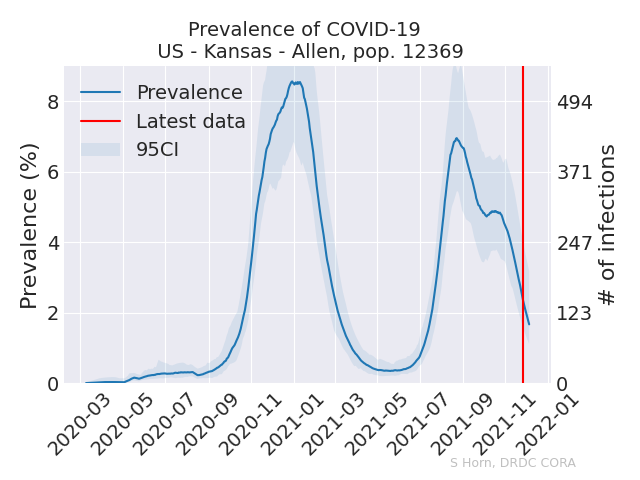 Prevalence of COVID-19
US - Kansas - Allen, pop. 12369
Prevalence
Latest data
95CI
Prevalence (%)
8
6
4
2
0
494
371
247
123
0
# of infections
2020-03
2020-05
2020-07
2020-09
2020-11
2021-01
2021-03
2021-05
2021-07
2021-09
2021-11
2022-01
S Horn, DRDC CORA